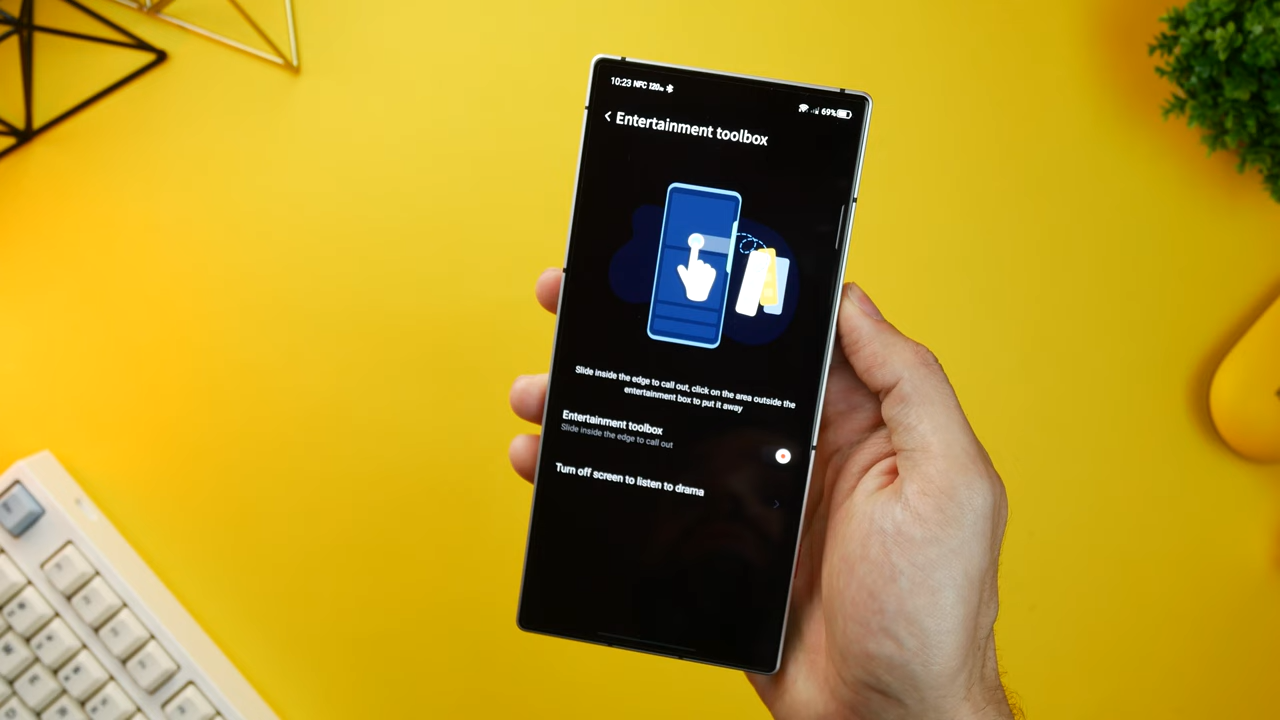 10:23 NFC 120Hz
69%
Entertainment toolbox
Slide inside the edge to call out, click on the area outside the
entertainment box to put it away
Entertainment toolbox
Slide inside the edge to call out
Turn off screen to listen to drama